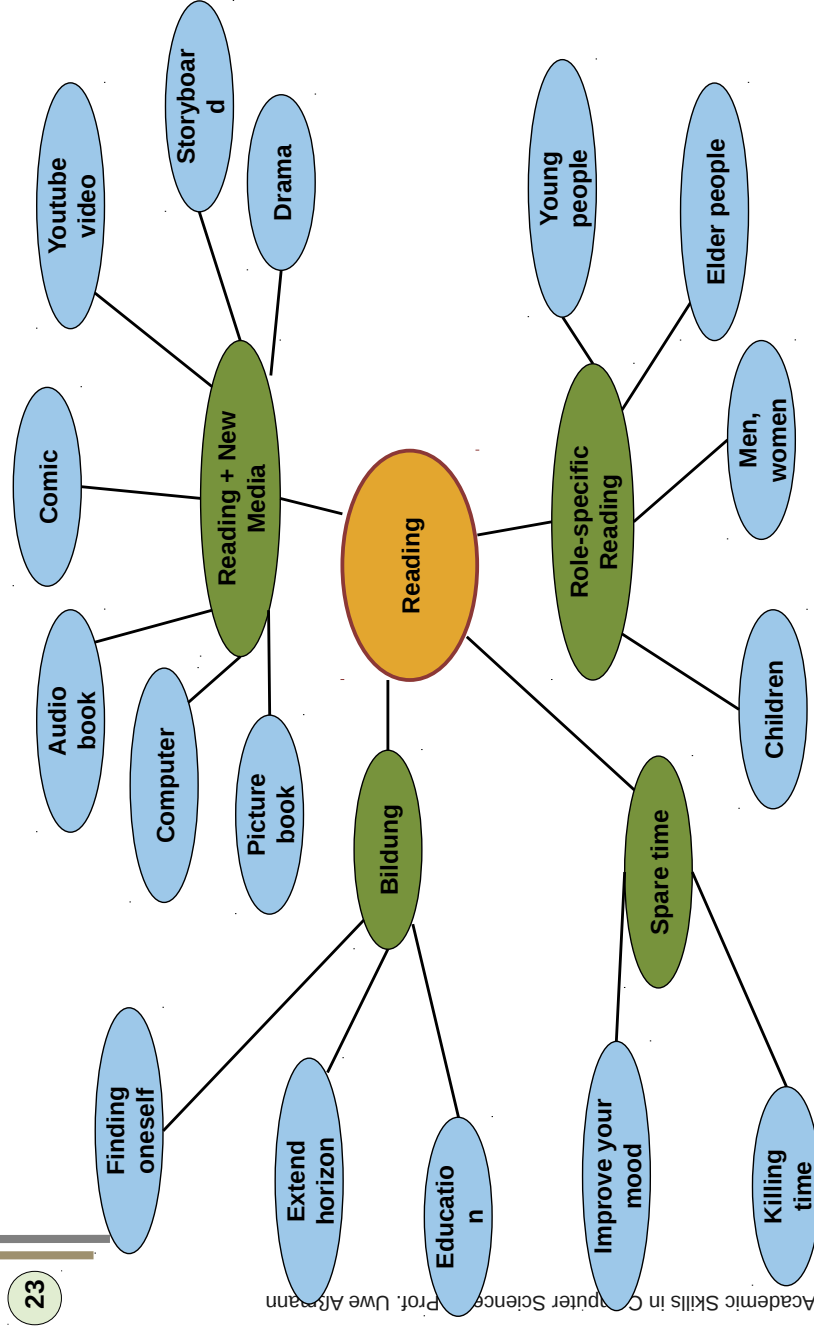 23
Comic
Audio
book
Youtube
video
Finding
oneself
Computer
Storyboar
d
Reading + New
Media
Picture
book
Drama
Extend
horizon
Bildung
Reading
Educatio
n
Young
people
Role-specific
Reading
Improve your
mood
Spare time
Elder people
Men,
women
Children
Killing
time
Academic Skills in Computer Science Prof. Uwe Aßmann